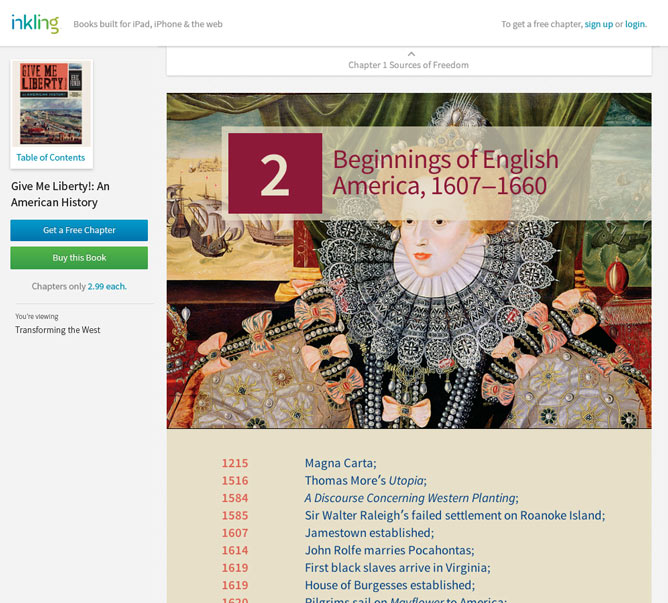 inkling
Books built for iPad, iPhone & the web
To get a free chapter, sign up or login.
Chapter 1 Sources of Freedom
GIVE ME
LIBERTY!
ERIC
FONER
AN AMERICAN HISTORY
Table of Contents
Give Me Liberty!: An
American History
Get a Free Chapter
Buy this Book
Chapters only 2.99 each.
You're viewing
Transforming the West
2
Beginnings of English
America, 1607–1660
1215 Magna Carta;
1516 Thomas More's Utopia;
1584 A Discourse Concerning Western Planting;
1585 Sir Walter Raleigh's failed settlement on Roanoke Island;
1607 Jamestown established;
1614 John Rolfe marries Pocahontas;
1619 First black slaves arrive in Virginia;
1619 House of Burgesses established;
1620 Pilgrims sail on Mayflower to America;